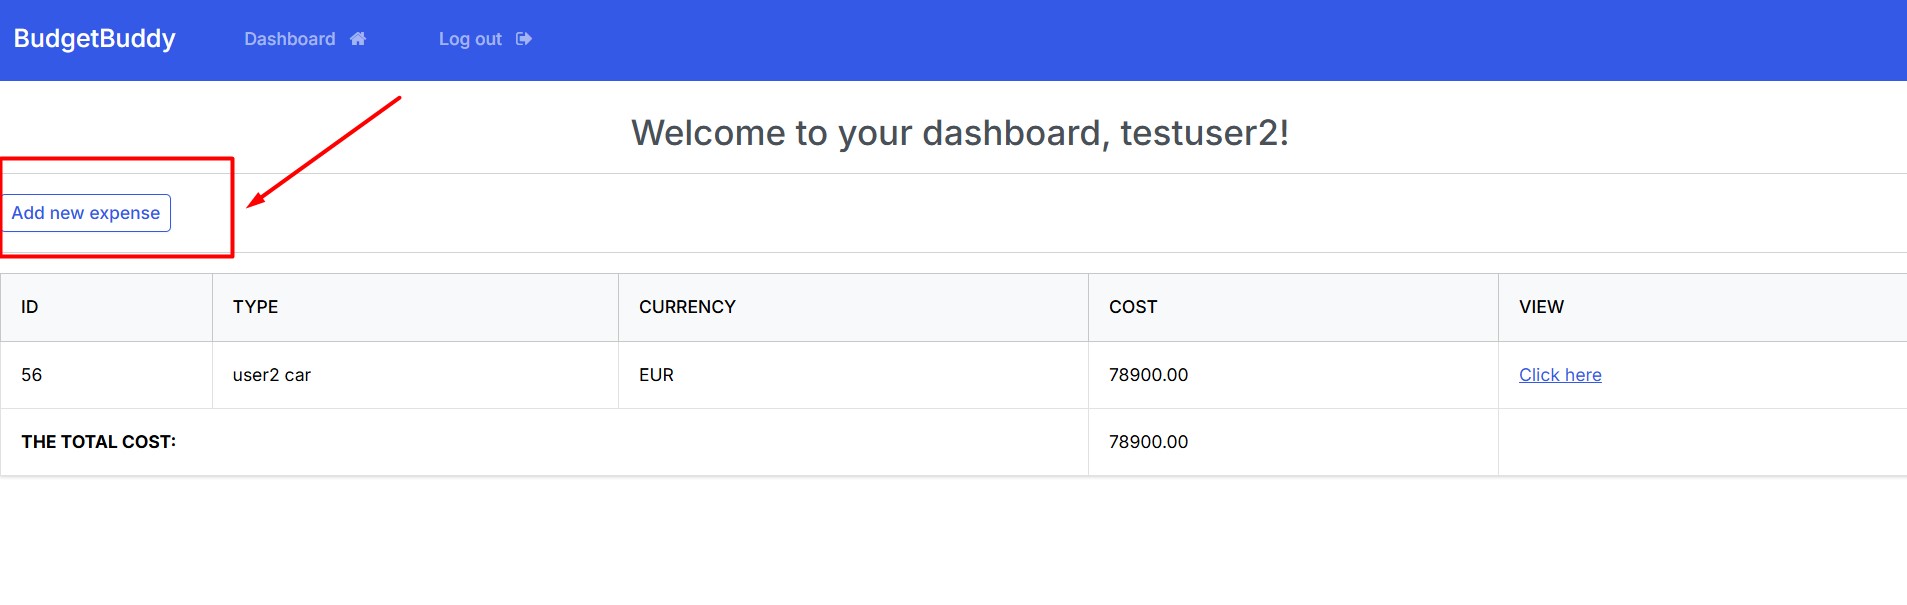 BudgetBuddy Dashboard Log out
Welcome to your dashboard, testuser2!
Add new expense
ID TYPE CURRENCY COST VIEW
56 user2 car EUR 78900.00 Click here
THE TOTAL COST: 78900.00